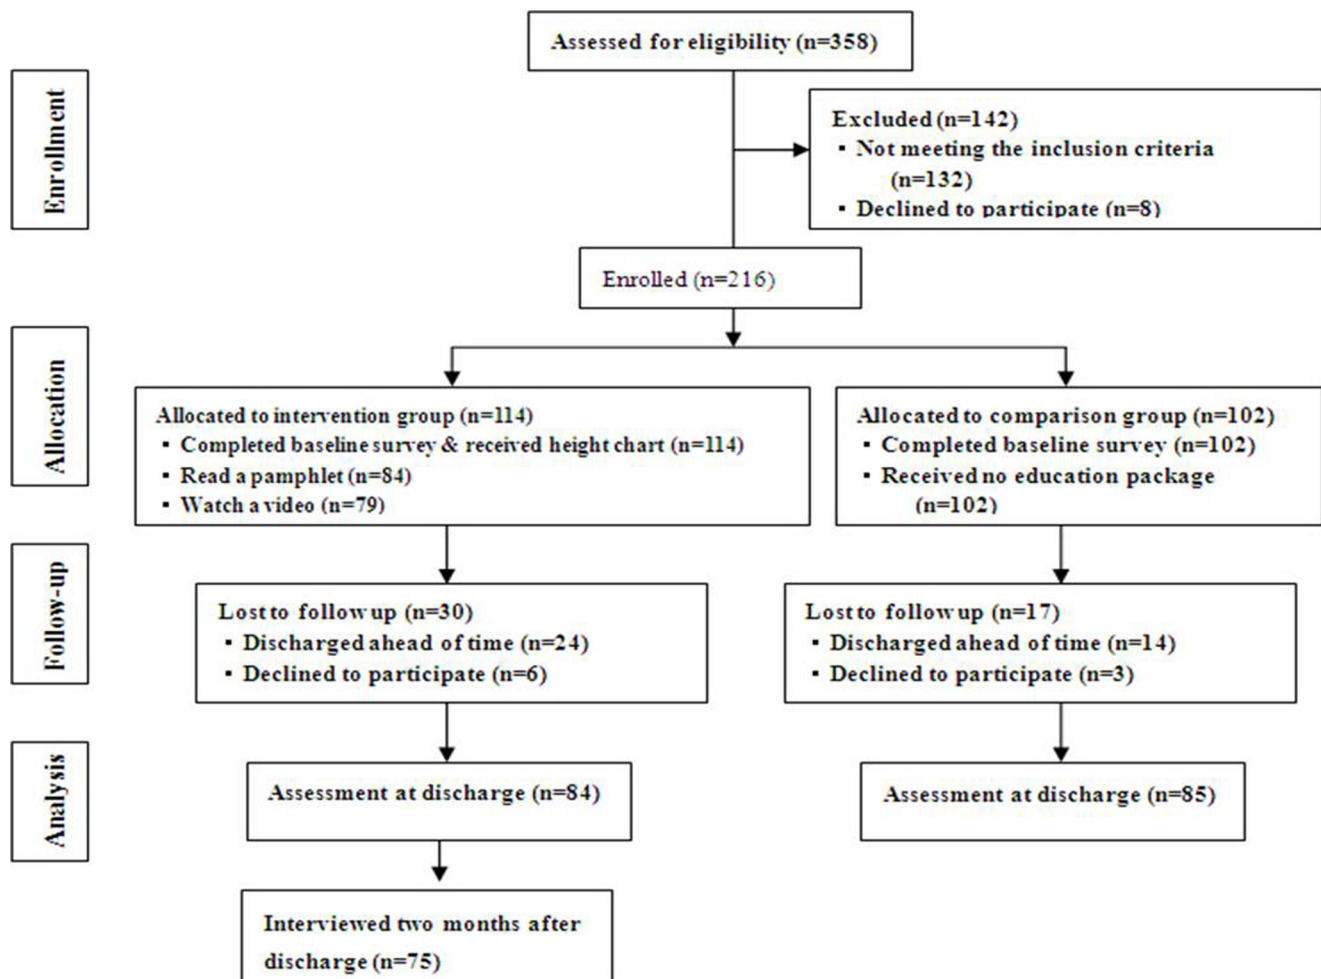 Assessed for eligibility (n=358)
Enrollment
Excluded (n=142)
▪ Not meeting the inclusion criteria
(n=132)
▪ Declined to participate (n=8)
Enrolled (n=216)
Allocation
Allocated to intervention group (n=114)
▪ Completed baseline survey & received height chart (n=114)
▪ Read a pamphlet (n=84)
▪ Watch a video (n=79)
Allocated to comparison group (n=102)
▪ Completed baseline survey (n=102)
▪ Received no education package
(n=102)
Follow-up
Lost to follow up (n=30)
▪ Discharged ahead of time (n=24)
▪ Declined to participate (n=6)
Lost to follow up (n=17)
▪ Discharged ahead of time (n=14)
▪ Declined to participate (n=3)
Analysis
Assessment at discharge (n=84)
Assessment at discharge (n=85)
Interviewed two months after
discharge (n=75)